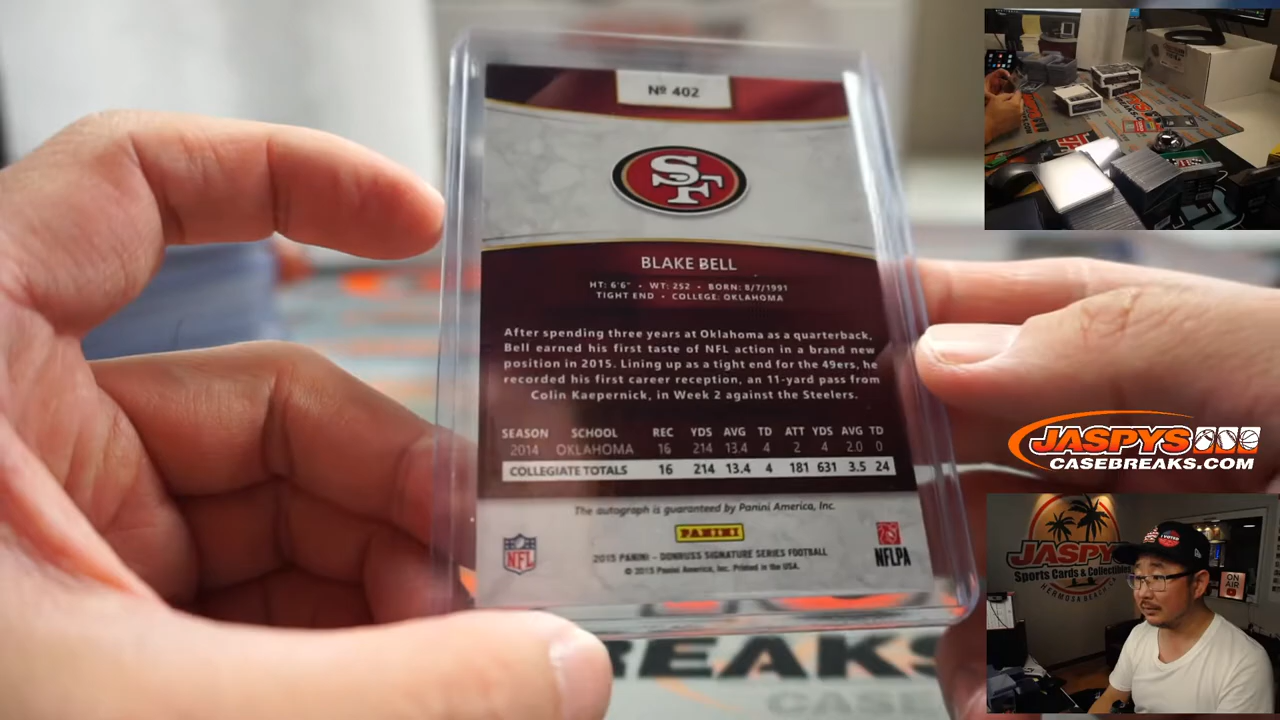 Nº 402
SF
BLAKE BELL
HT: 6'6" • WT: 252 • BORN: 8/7/1991
TIGHT END • COLLEGE: OKLAHOMA
After spending three years at Oklahoma as a quarterback,
Bell earned his first taste of NFL action in a brand new
position in 2015. Lining up as a tight end for the 49ers, he
recorded his first career reception, an 11-yard pass from
Colin Kaepernick, in Week 2 against the Steelers.
SEASON SCHOOL REC YDS AVG TD ATT YDS AVG TD
2014 OKLAHOMA 16 214 13.4 4 2 4 2.0 0
COLLEGIATE TOTALS 16 214 13.4 4 181 631 3.5 24
The autograph is guaranteed by Panini America, Inc.
PANINI
NFL
NFLPA
2015 PANINI - DONRUSS SIGNATURE SERIES FOOTBALL
© 2015 Panini America, Inc. Printed in the USA.
BREAKS
CASE
JASPYS
CASEBREAKS.COM
JASPYS
Sports Cards & Collectibles
HERMOSA BEACH, CA
I VOTED
ON
AIR